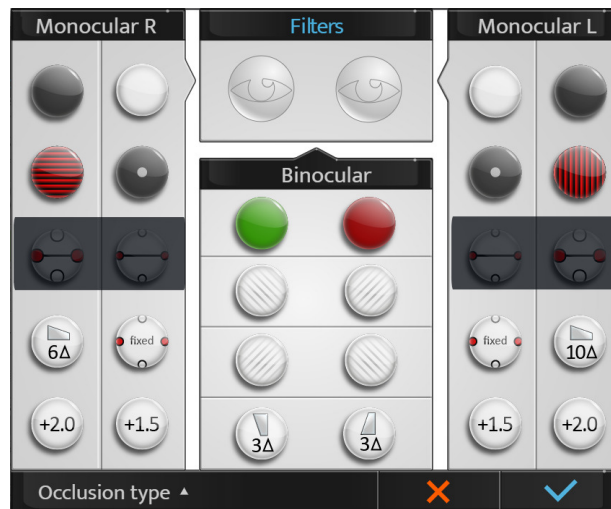 Monocular R
Filters
Monocular L
Binocular
6Δ
fixed
fixed
10Δ
+2.0
+1.5
3Δ
3Δ
+1.5
+2.0
Occlusion type ▲